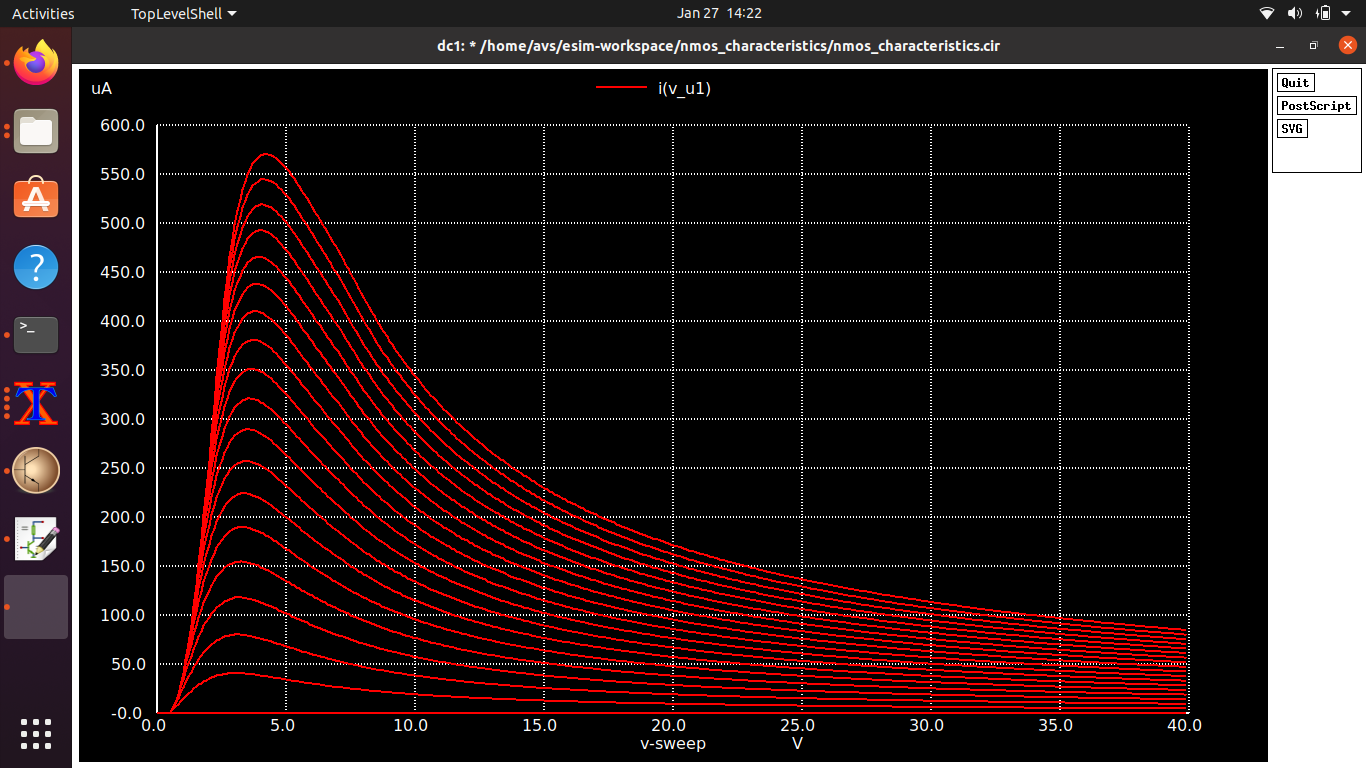 Activities TopLevelShell Jan 27 14:22
dc1: * /home/avs/esim-workspace/nmos_characteristics/nmos_characteristics.cir
uA i(v_u1)
Quit
PostScript
SVG
600.0
550.0
500.0
450.0
400.0
350.0
300.0
250.0
200.0
150.0
100.0
50.0
-0.0
0.0 5.0 10.0 15.0 20.0 25.0 30.0 35.0 40.0
v-sweep V
A
?
>_
X T